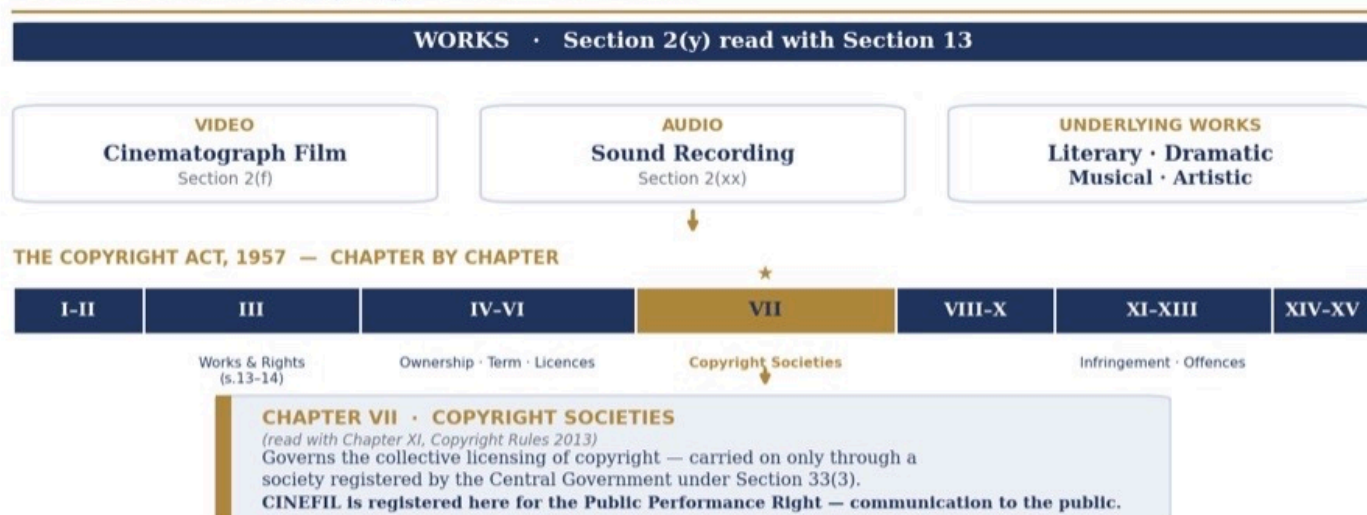 WORKS · Section 2(y) read with Section 13
VIDEO
Cinematograph Film
Section 2(f)
AUDIO
Sound Recording
Section 2(xx)
UNDERLYING WORKS
Literary · Dramatic
Musical · Artistic
THE COPYRIGHT ACT, 1957 — CHAPTER BY CHAPTER
★
I–II
III
IV–VI
VII
VIII–X
XI–XIII
XIV–XV
Works & Rights
(s.13–14)
Ownership · Term · Licences
Copyright Societies
Infringement · Offences
CHAPTER VII · COPYRIGHT SOCIETIES
(read with Chapter XI, Copyright Rules 2013)
Governs the collective licensing of copyright — carried on only through a
society registered by the Central Government under Section 33(3).
CINEFIL is registered here for the Public Performance Right — communication to the public.